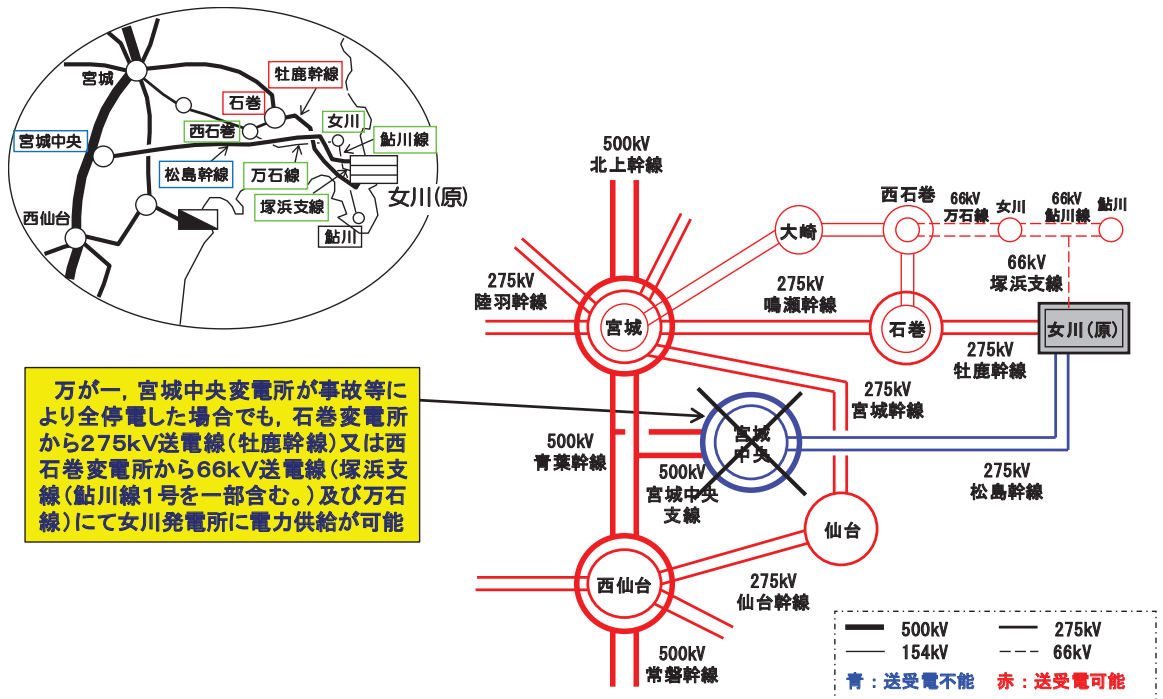 宮城
牡鹿幹線
石巻
女川
西石巻
鮎川線
宮城中央
松島幹線
万石線
女川(原)
塚浜支線
西仙台
鮎川
500kV
北上幹線
西石巻
66kV
万石線
女川
66kV
鮎川線
鮎川
大崎
66kV
塚浜支線
275kV
陸羽幹線
275kV
鳴瀬幹線
宮城
石巻
女川(原)
275kV
牡鹿幹線
万が一，宮城中央変電所が事故等に
より全停電した場合でも，石巻変電所
から275kV送電線(牡鹿幹線)又は西
石巻変電所から66kV送電線(塚浜支
線(鮎川線1号を一部含む。)及び万石
線)にて女川発電所に電力供給が可能
275kV
宮城幹線
宮城
中央
500kV
青葉幹線
500kV
宮城中央
支線
275kV
松島幹線
仙台
西仙台
275kV
仙台幹線
500kV
常磐幹線
500kV
275kV
154kV
66kV
青：送受電不能
赤：送受電可能